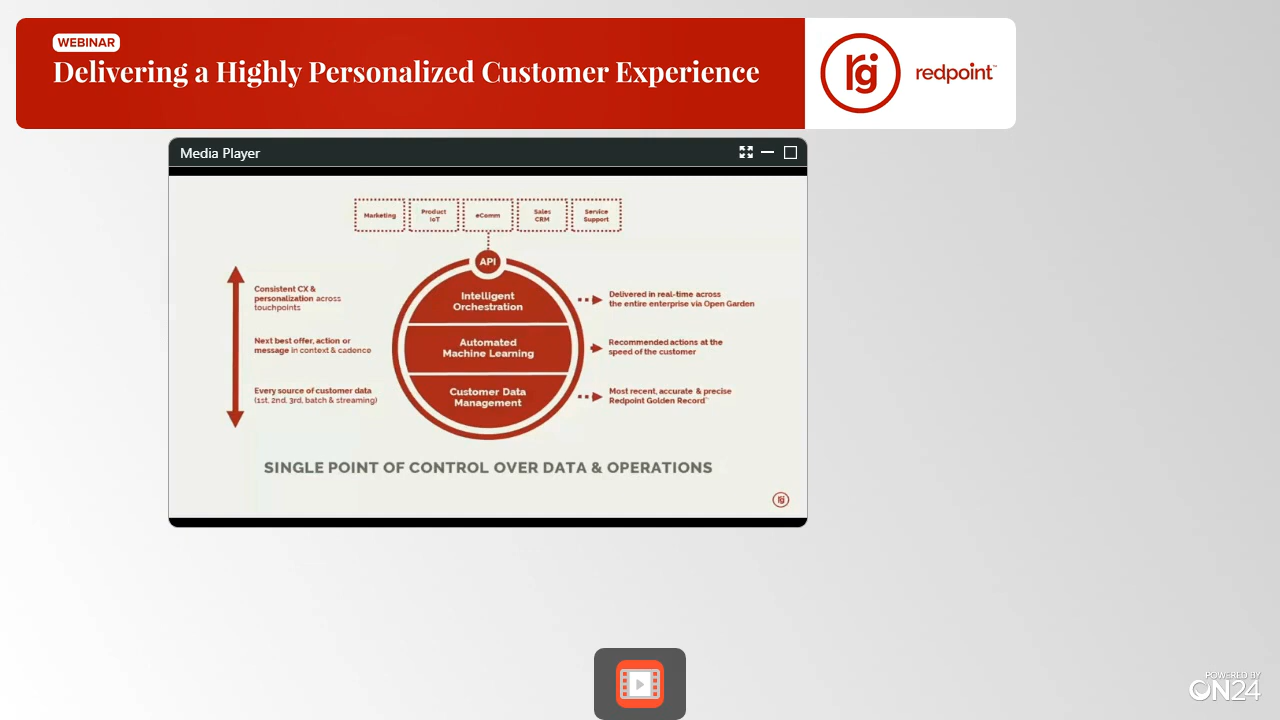 WEBINAR
Delivering a Highly Personalized Customer Experience
rg
redpoint™
Media Player
Marketing
Product
IoT
eComm
Sales
CRM
Service
Support
API
Consistent CX &
personalization across
touchpoints
Intelligent
Orchestration
Delivered in real-time across
the entire enterprise via Open Garden
Next best offer, action or
message in context & cadence
Automated
Machine Learning
Recommended actions at the
speed of the customer
Every source of customer data
(1st, 2nd, 3rd, batch & streaming)
Customer Data
Management
Most recent, accurate & precise
Redpoint Golden Record™
SINGLE POINT OF CONTROL OVER DATA & OPERATIONS
rg
POWERED BY
ON24